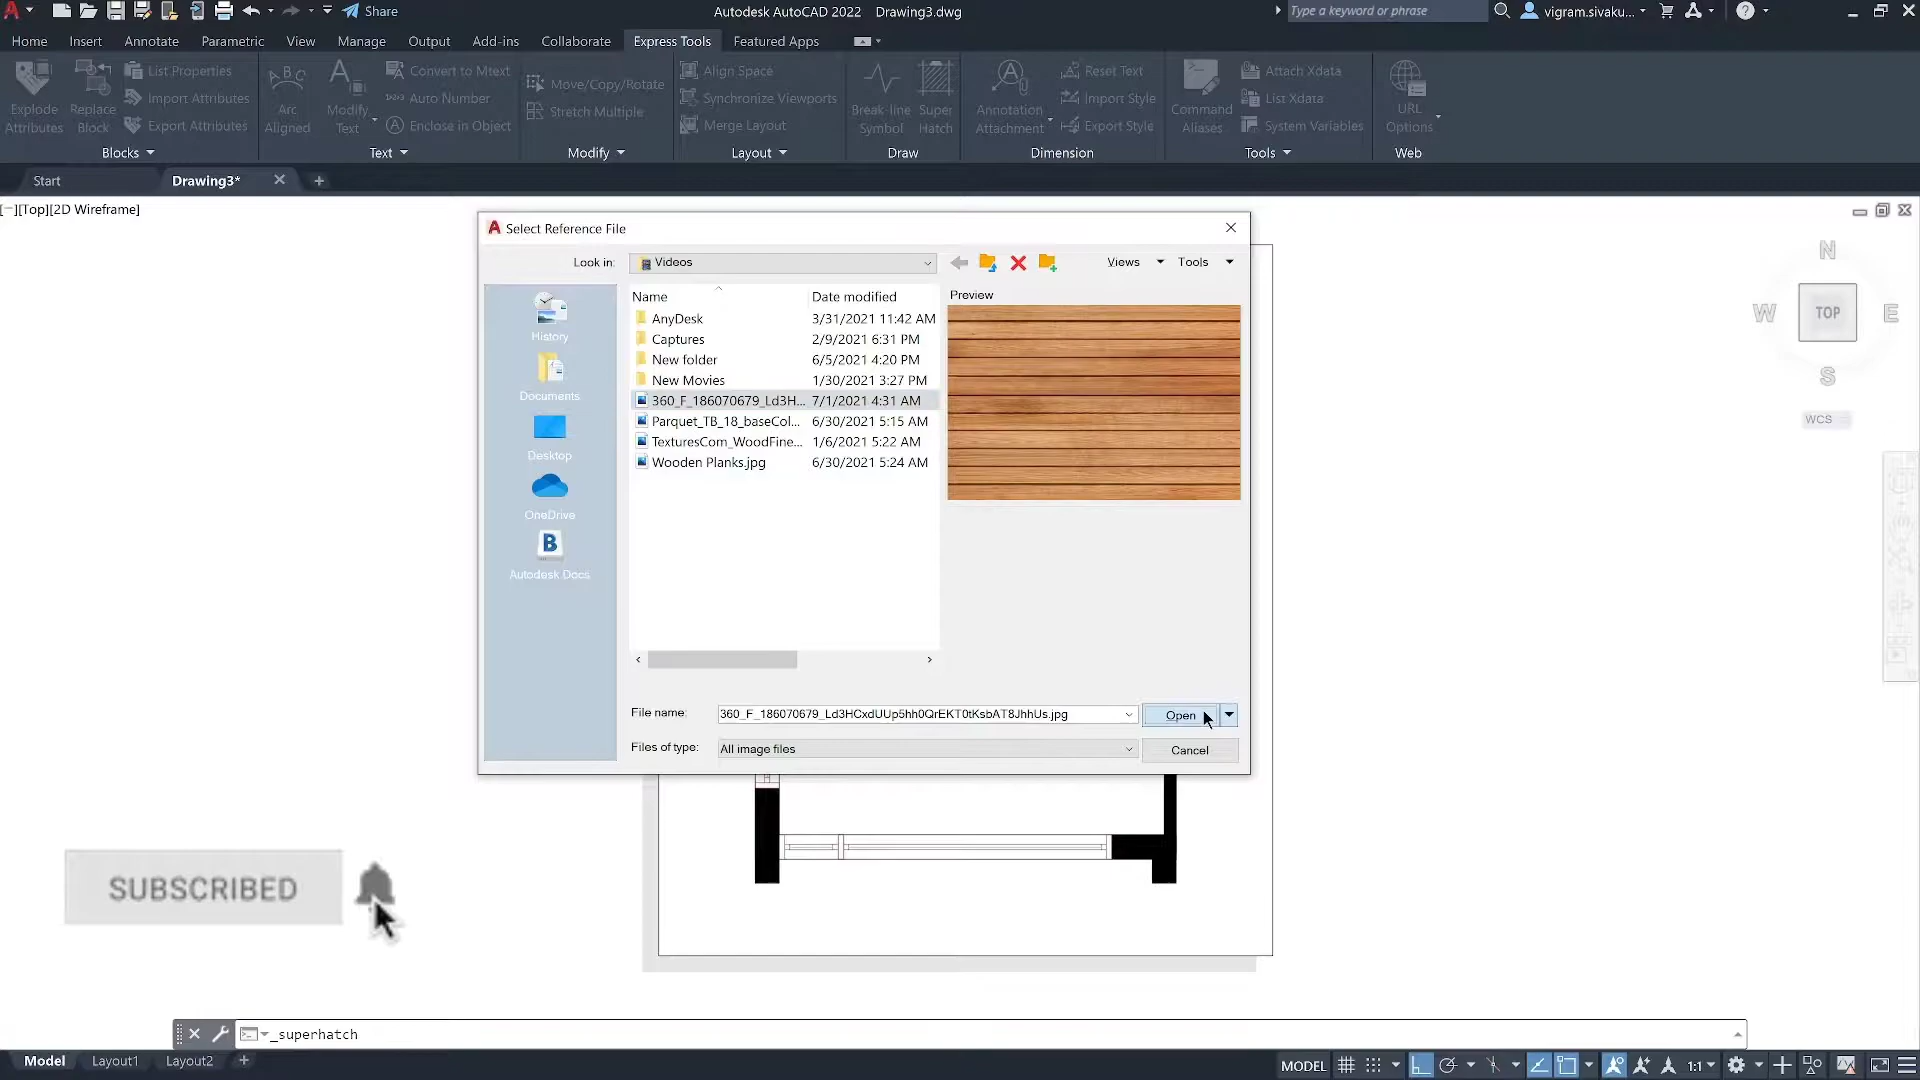 Share
Autodesk AutoCAD 2022 Drawing3.dwg
Type a keyword or phrase
vigram.sivaku...
Home Insert Annotate Parametric View Manage Output Add-ins Collaborate Express Tools Featured Apps
Explode Attributes
Replace Block
List Properties
Import Attributes
Export Attributes
Blocks
Arc Aligned
Modify Text
Convert to Mtext
Auto Number
Enclose in Object
Text
Move/Copy/Rotate
Stretch Multiple
Modify
Align Space
Synchronize Viewports
Merge Layout
Layout
Break-line Symbol
Super Hatch
Draw
Annotation Attachment
Reset Text
Import Style
Export Style
Dimension
Command Aliases
Attach Xdata
List Xdata
System Variables
Tools
URL Options
Web
Start
Drawing3*
[−][Top][2D Wireframe]
Select Reference File
Look in:
Videos
Views
Tools
History
Documents
Desktop
OneDrive
Autodesk Docs
Name Date modified
AnyDesk 3/31/2021 11:42 AM
Captures 2/9/2021 6:31 PM
New folder 6/5/2021 4:20 PM
New Movies 1/30/2021 3:27 PM
360_F_186070679_Ld3H... 7/1/2021 4:31 AM
Parquet_TB_18_baseCol... 6/30/2021 5:15 AM
TexturesCom_WoodFine... 1/6/2021 5:22 AM
Wooden Planks.jpg 6/30/2021 5:24 AM
Preview
File name:
360_F_186070679_Ld3HCxdUUp5hh0QrEKT0tKsbAT8JhhUs.jpg
Open
Files of type:
All image files
Cancel
N
W
TOP
E
S
WCS
SUBSCRIBED
_superhatch
Model Layout1 Layout2
MODEL
1:1